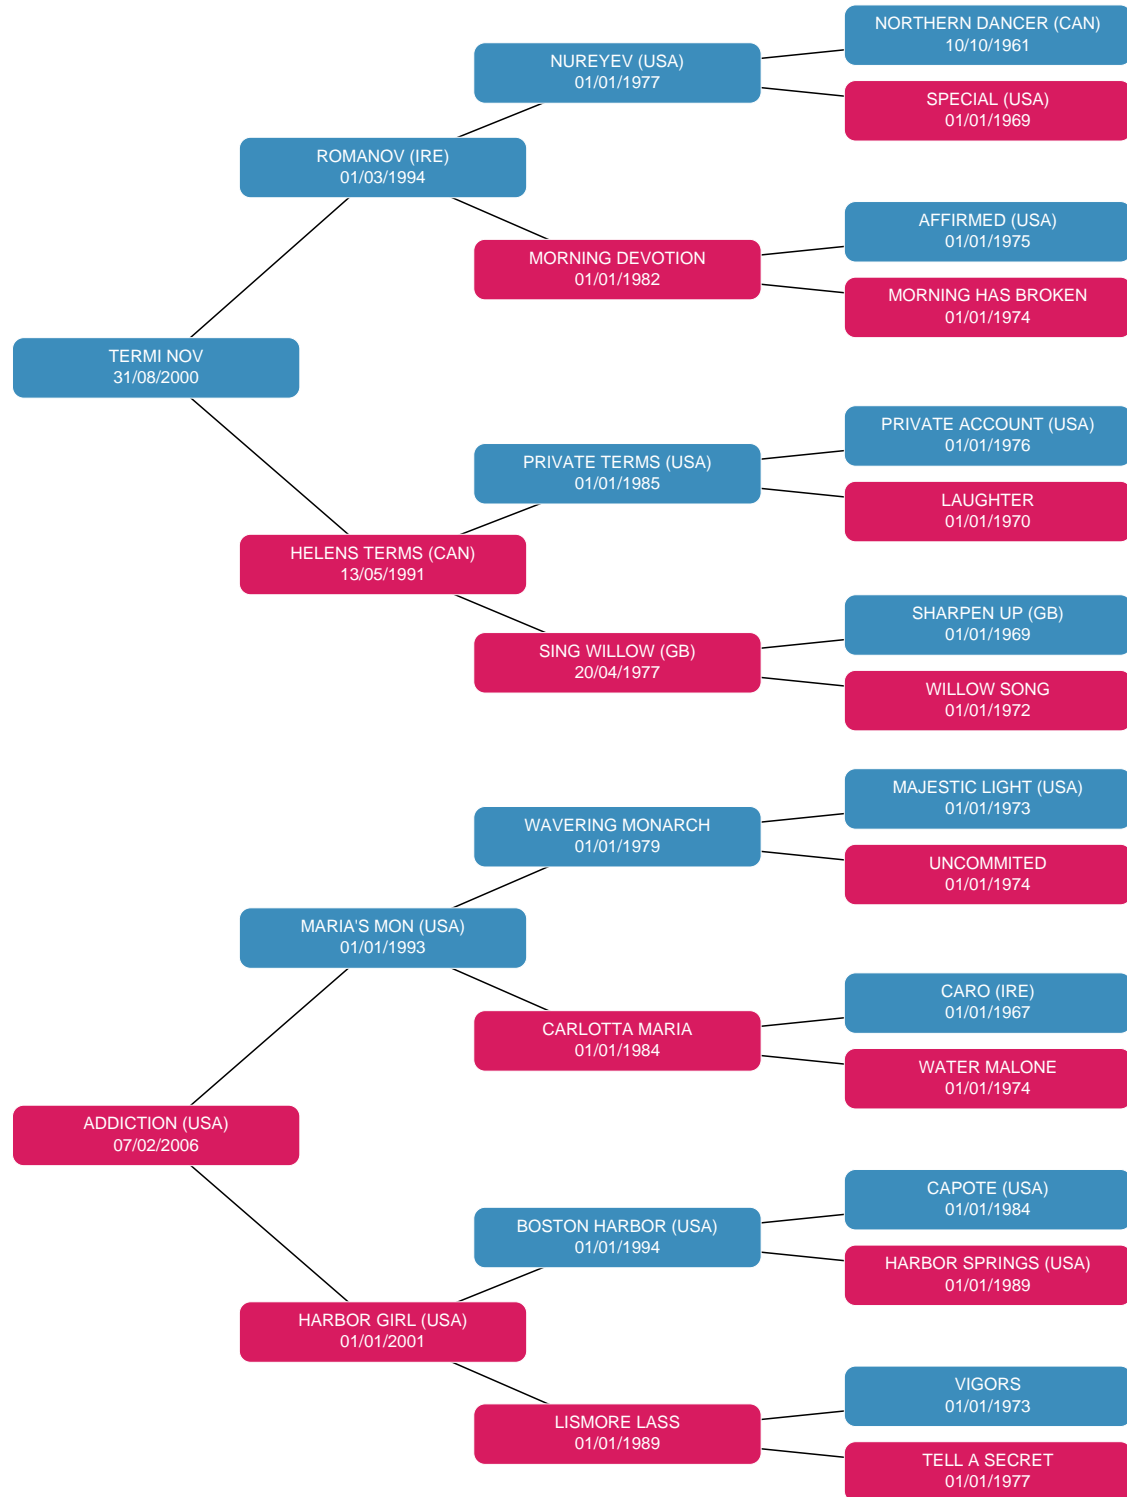 NORTHERN DANCER (CAN)
10/10/1961
NUREYEV (USA)
01/01/1977
SPECIAL (USA)
01/01/1969
ROMANOV (IRE)
01/03/1994
AFFIRMED (USA)
01/01/1975
MORNING DEVOTION
01/01/1982
MORNING HAS BROKEN
01/01/1974
TERMI NOV
31/08/2000
PRIVATE ACCOUNT (USA)
01/01/1976
PRIVATE TERMS (USA)
01/01/1985
LAUGHTER
01/01/1970
HELENS TERMS (CAN)
13/05/1991
SHARPEN UP (GB)
01/01/1969
SING WILLOW (GB)
20/04/1977
WILLOW SONG
01/01/1972
MAJESTIC LIGHT (USA)
01/01/1973
WAVERING MONARCH
01/01/1979
UNCOMMITED
01/01/1974
MARIA'S MON (USA)
01/01/1993
CARO (IRE)
01/01/1967
CARLOTTA MARIA
01/01/1984
WATER MALONE
01/01/1974
ADDICTION (USA)
07/02/2006
CAPOTE (USA)
01/01/1984
BOSTON HARBOR (USA)
01/01/1994
HARBOR SPRINGS (USA)
01/01/1989
HARBOR GIRL (USA)
01/01/2001
VIGORS
01/01/1973
LISMORE LASS
01/01/1989
TELL A SECRET
01/01/1977